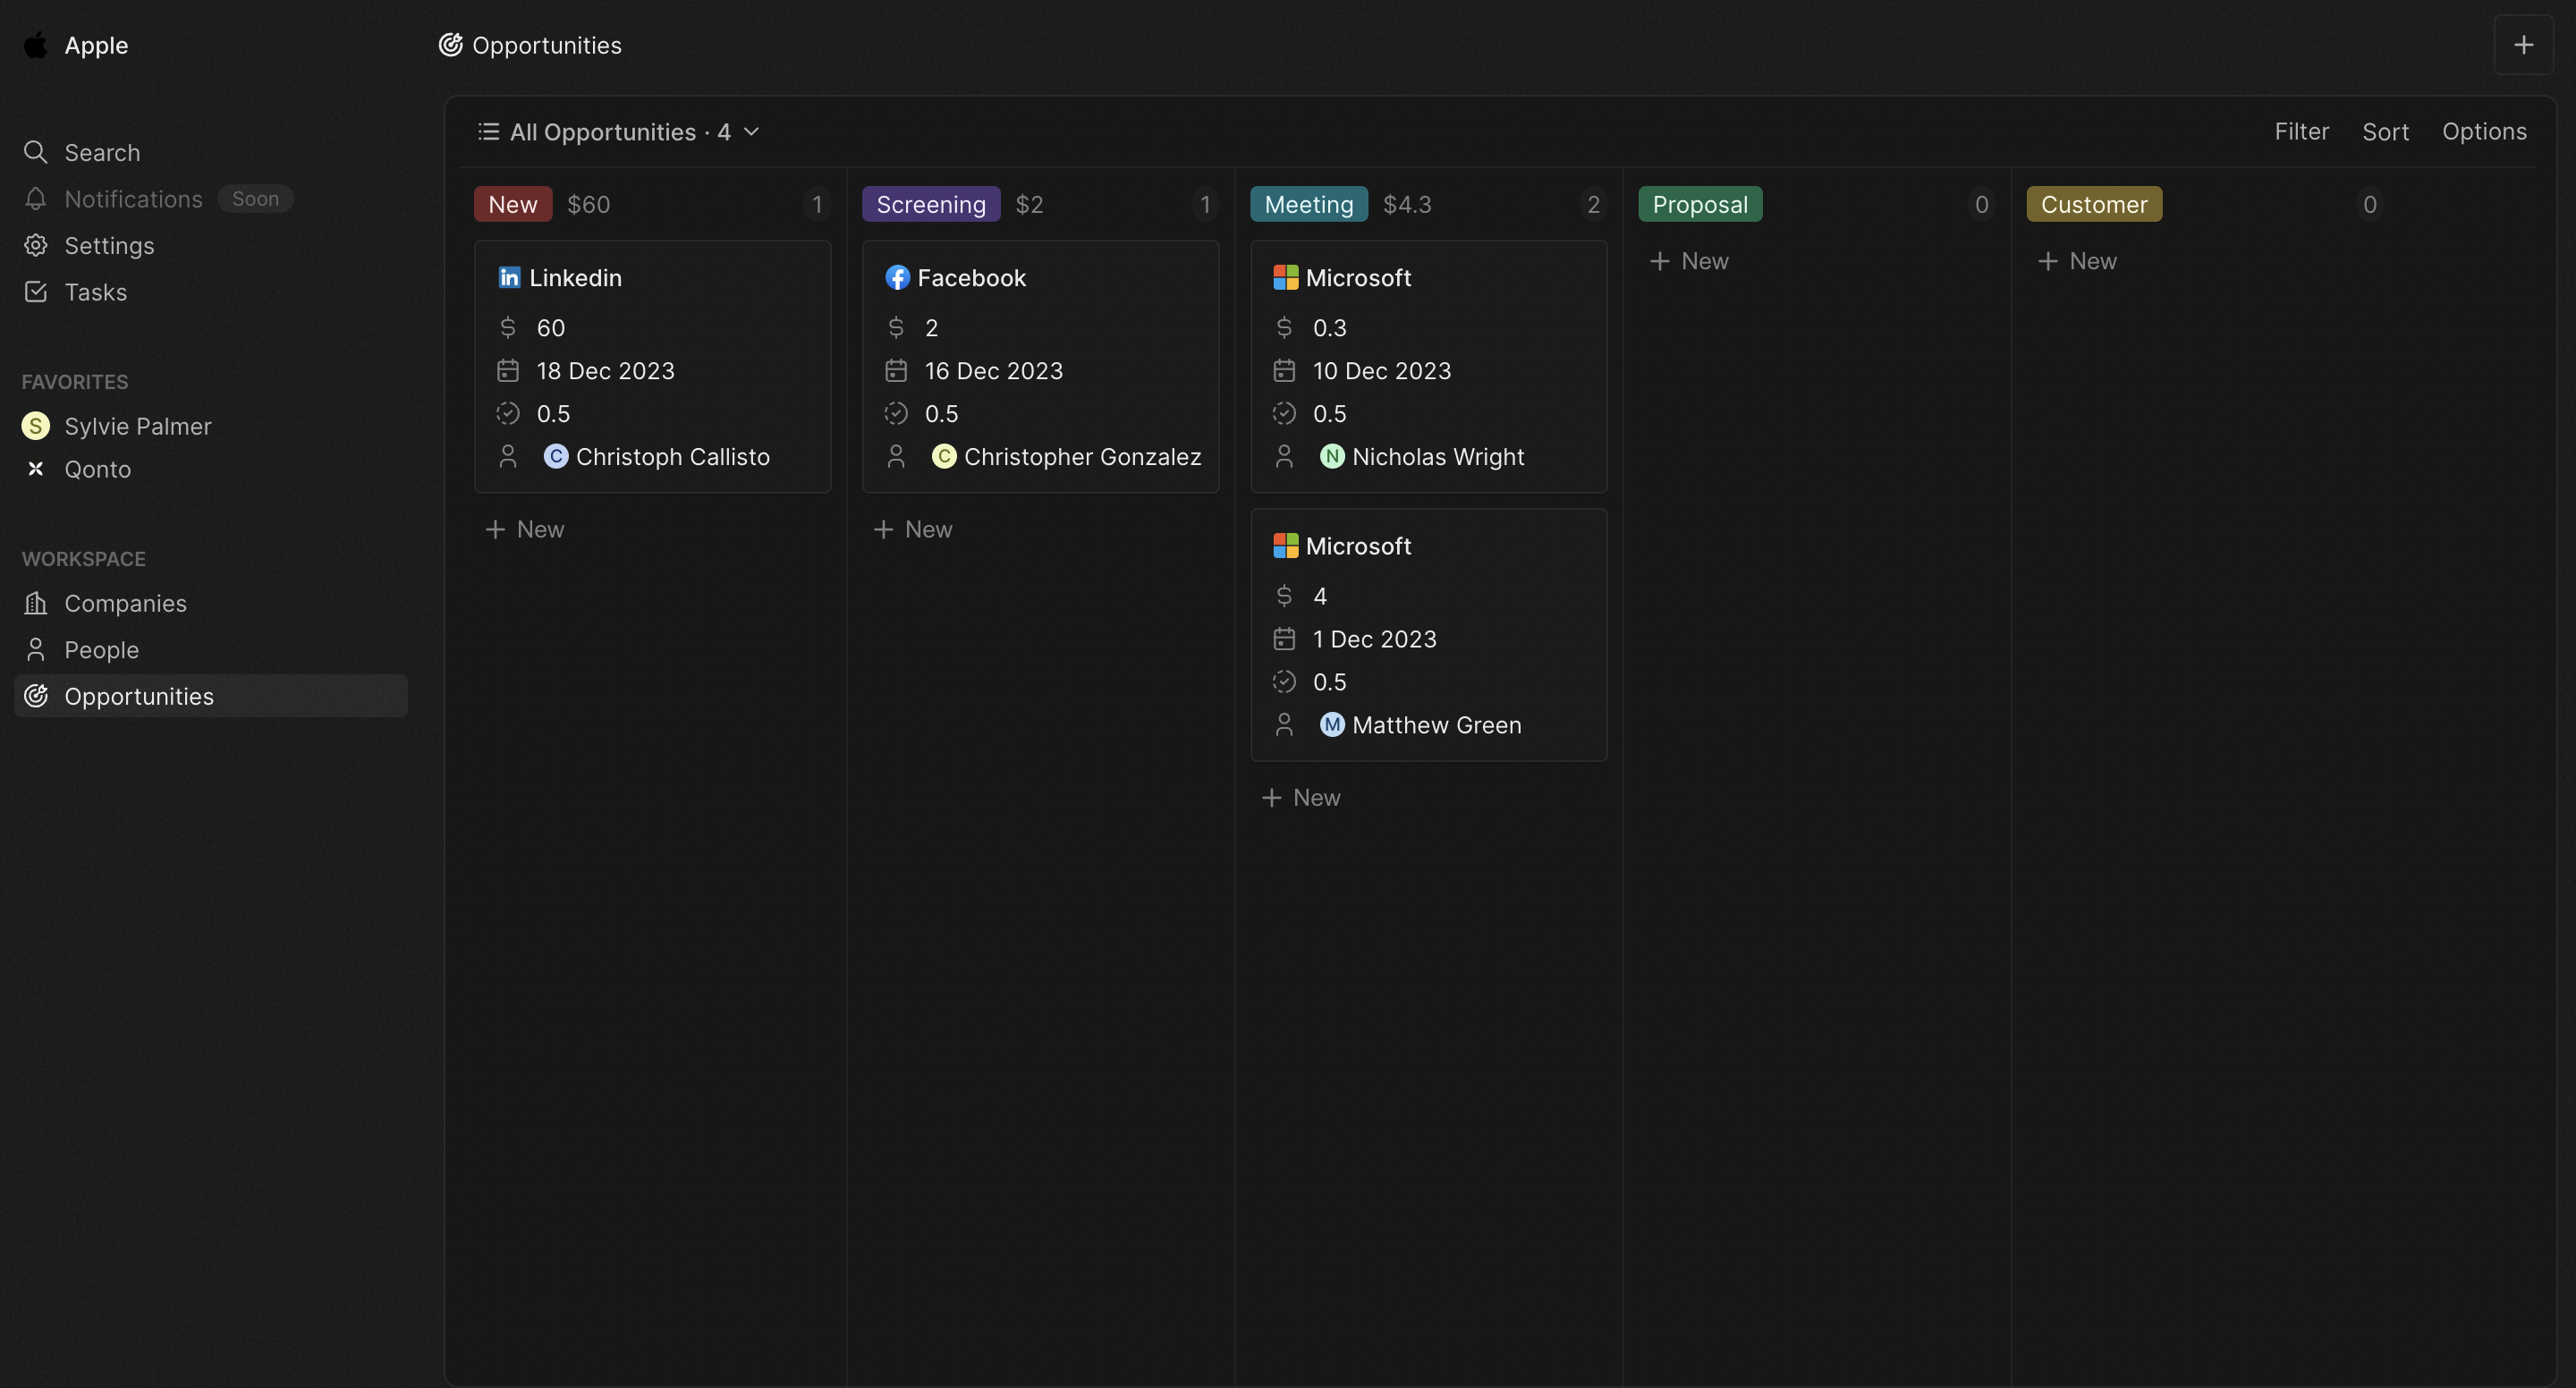 Apple
Search
Notifications Soon
Settings
Tasks
FAVORITES
S Sylvie Palmer
Qonto
WORKSPACE
Companies
People
Opportunities
Opportunities
All Opportunities · 4
Filter Sort Options
New $60 1
in Linkedin
60
18 Dec 2023
0.5
C Christoph Callisto
+ New
Screening $2 1
f Facebook
2
16 Dec 2023
0.5
C Christopher Gonzalez
+ New
Meeting $4.3 2
Microsoft
0.3
10 Dec 2023
0.5
N Nicholas Wright
Microsoft
4
1 Dec 2023
0.5
M Matthew Green
+ New
Proposal 0
+ New
Customer 0
+ New